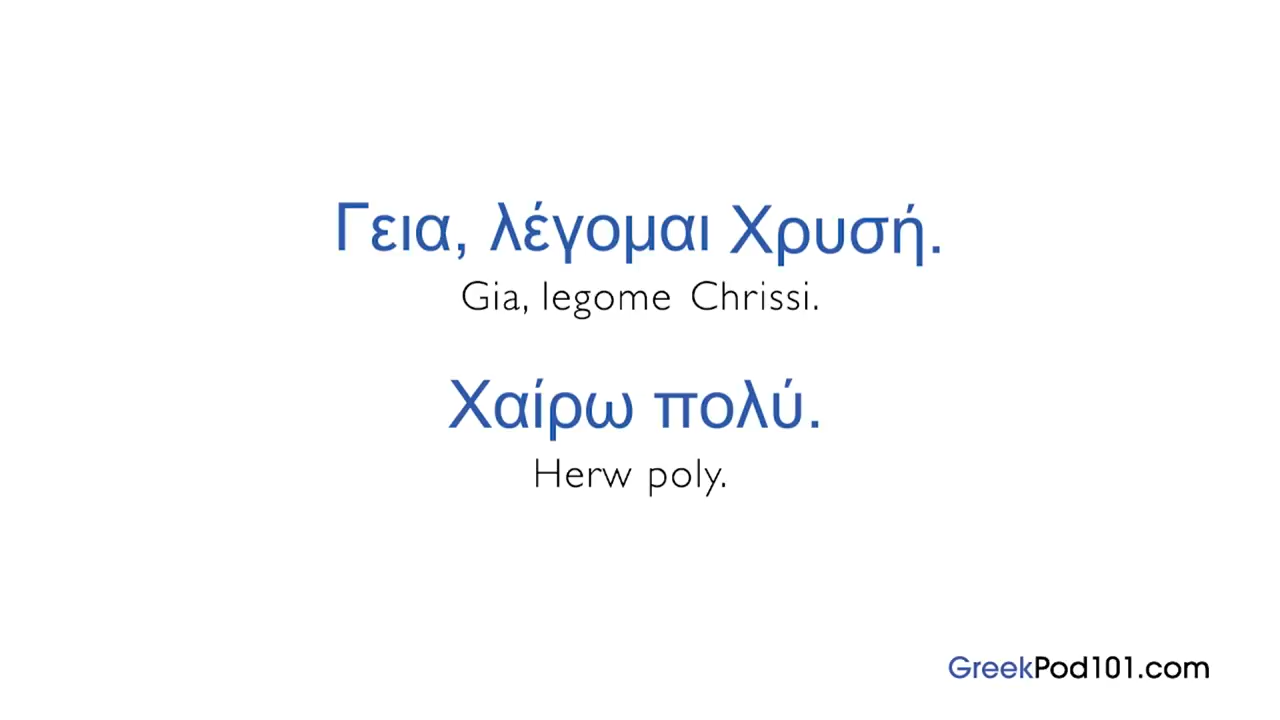 Γεια, λέγομαι Χρυσή.
Gia, legome Chrissi.
Χαίρω πολύ.
Herw poly.
GreekPod101.com